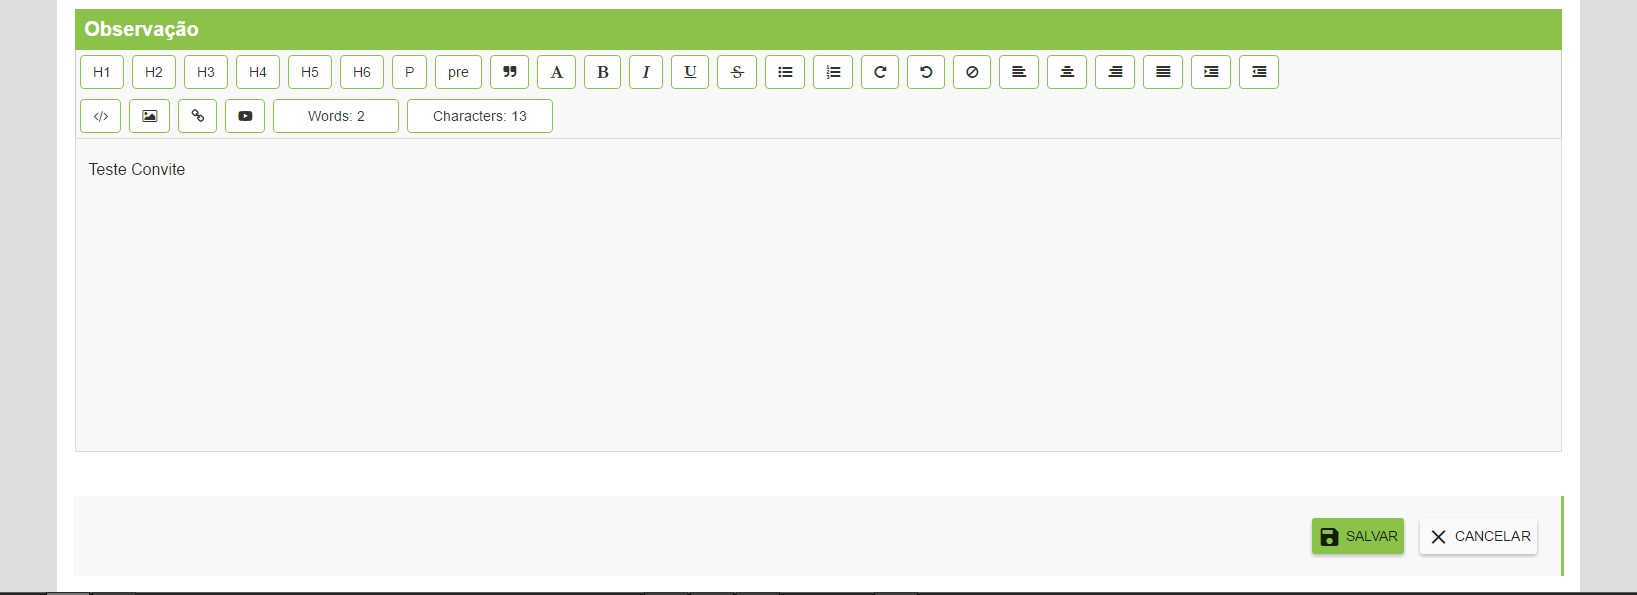 Observação
H1 H2 H3 H4 H5 H6 P pre A B I U S
</> Words: 2 Characters: 13
Teste Convite
SALVAR CANCELAR